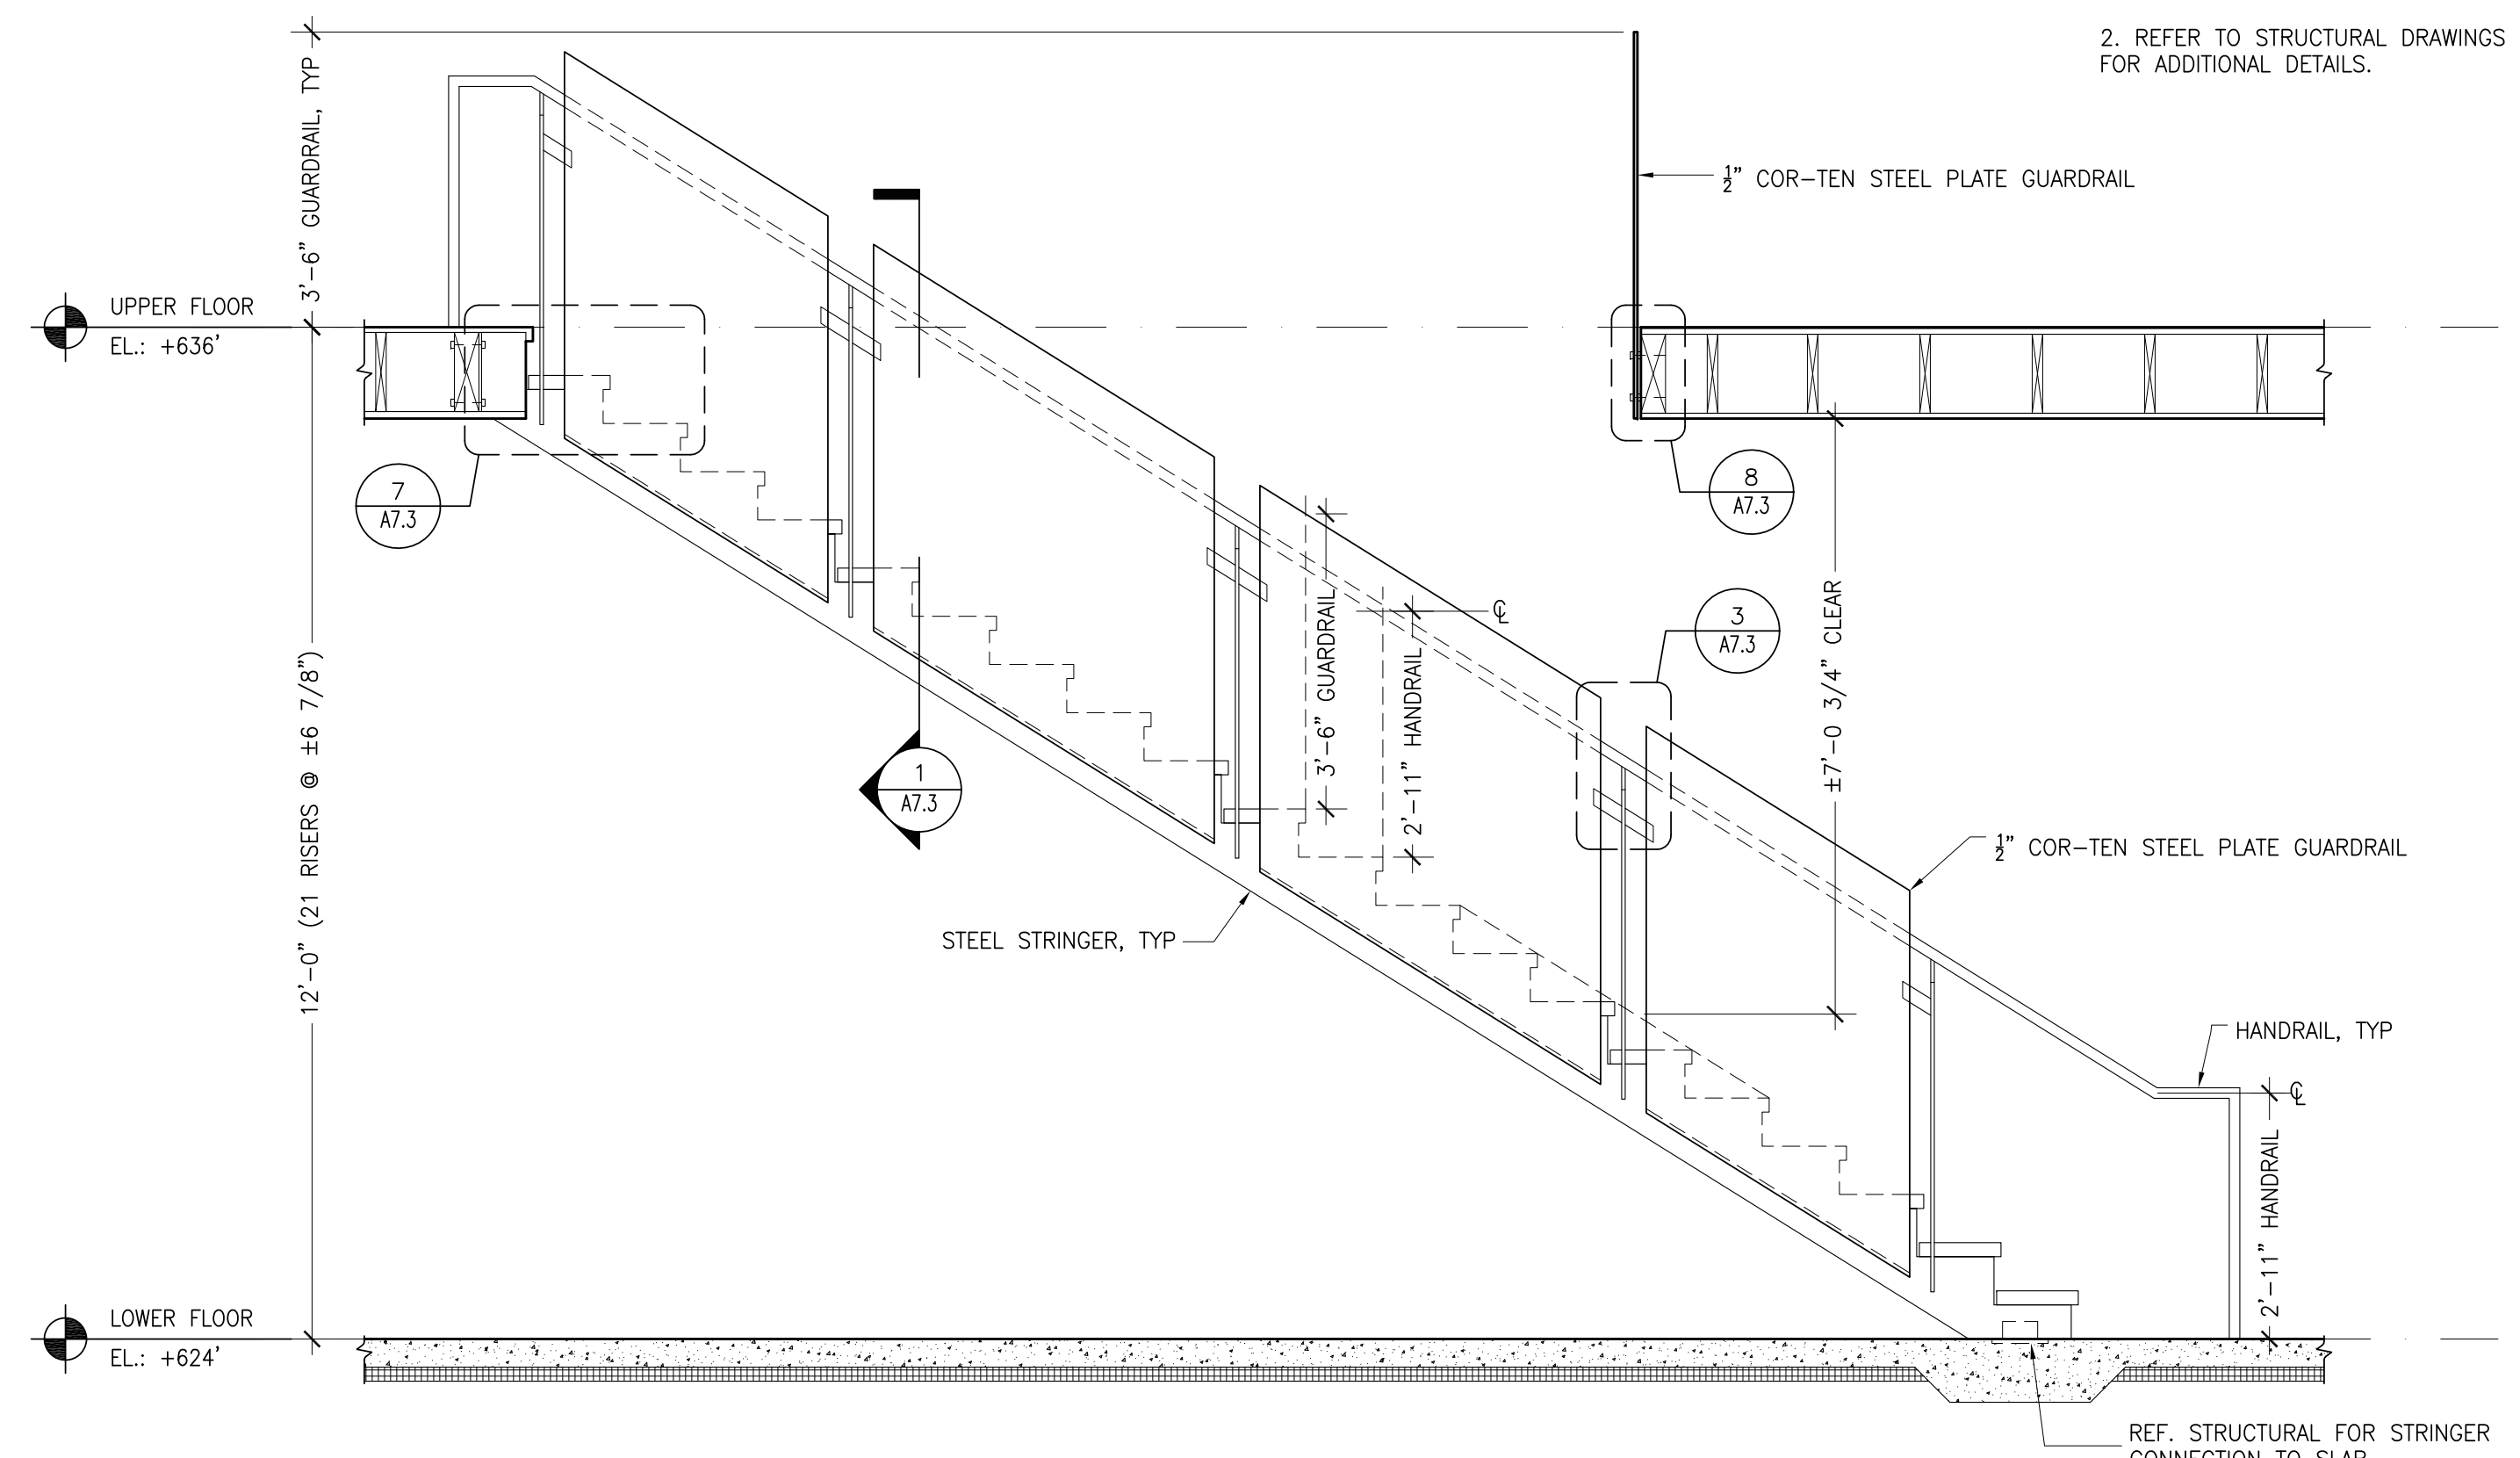 2. REFER TO STRUCTURAL DRAWINGS
FOR ADDITIONAL DETAILS.
3'-6" GUARDRAIL, TYP
½" COR-TEN STEEL PLATE GUARDRAIL
UPPER FLOOR
EL.: +636'
7
A7.3
8
A7.3
12'-0" (21 RISERS @ ±6 7/8")
3'-6" GUARDRAIL
2'-11" HANDRAIL
℄
3
A7.3
±7'-0 3/4" CLEAR
1
A7.3
½" COR-TEN STEEL PLATE GUARDRAIL
STEEL STRINGER, TYP
HANDRAIL, TYP
℄
2'-11" HANDRAIL
LOWER FLOOR
EL.: +624'
REF. STRUCTURAL FOR STRINGER
CONNECTION TO SLAB